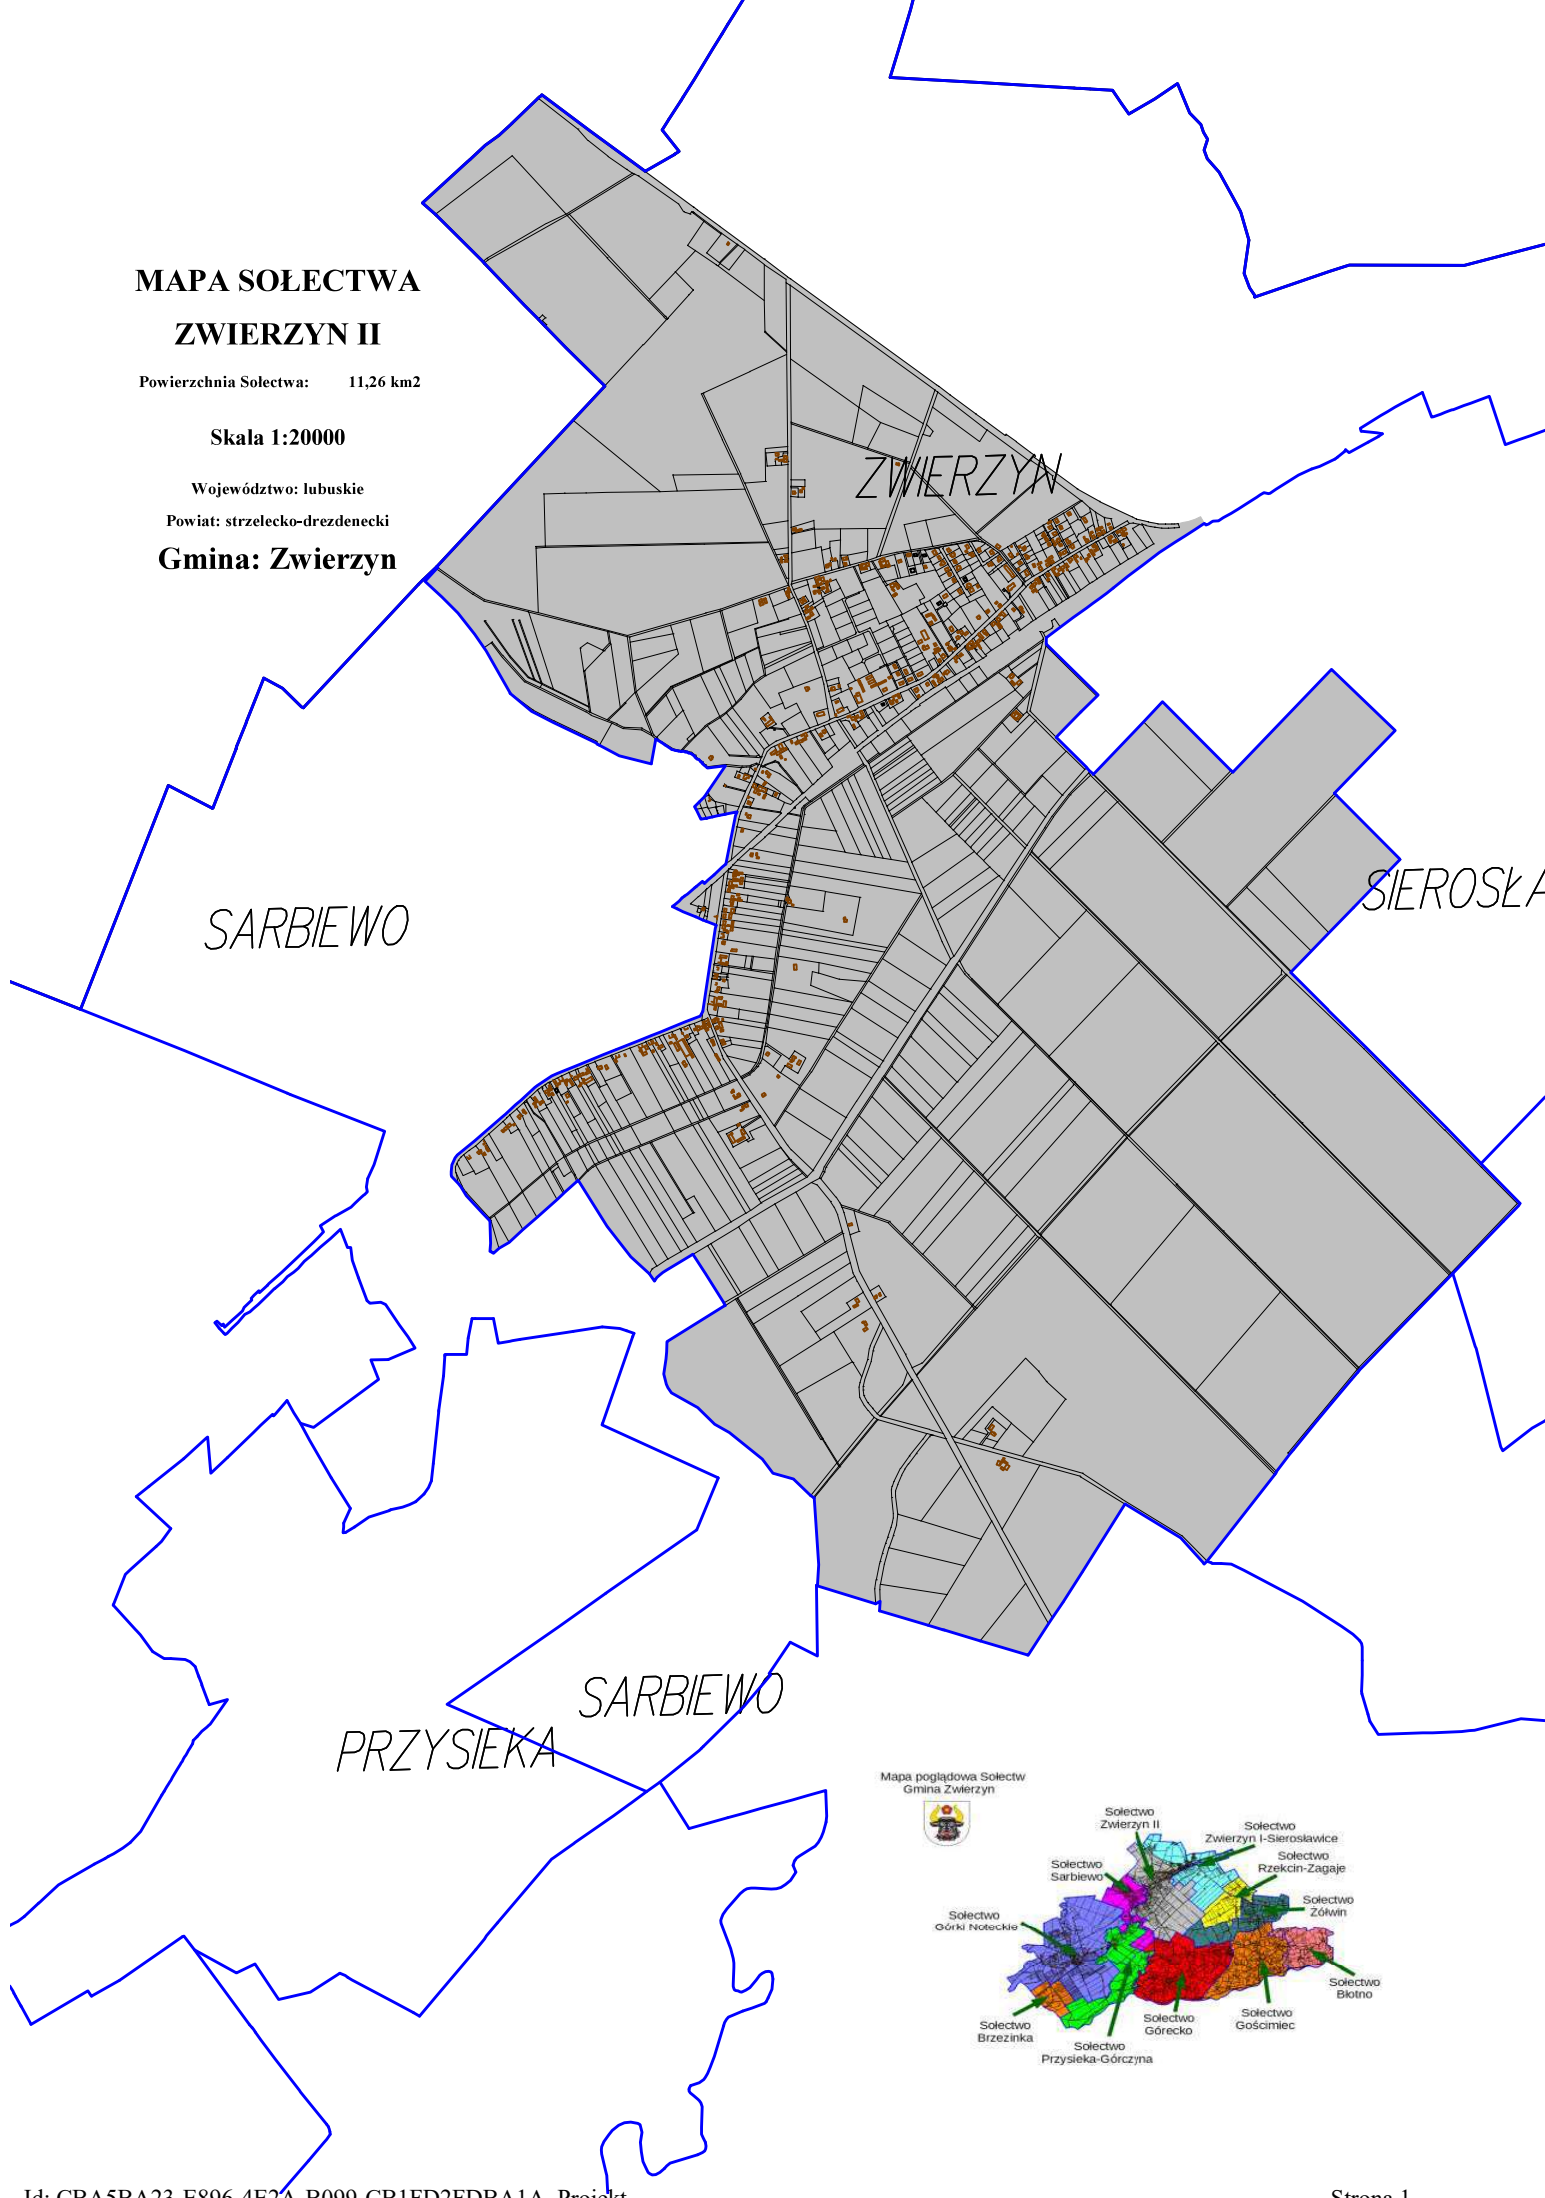 MAPA SOŁECTWA
ZWIERZYN II
Powierzchnia Sołectwa: 11,26 km2
Skala 1:20000
Województwo: lubuskie
Powiat: strzelecko-drezdenecki
Gmina: Zwierzyn
ZWIERZYN
SIEROSŁA
SARBIEWO
SARBIEWO
PRZYSIEKA
Mapa poglądowa Sołectw
Gmina Zwierzyn
Sołectwo
Zwierzyn II
Sołectwo
Zwierzyn I-Sierosławice
Sołectwo
Rzekcin-Zagaje
Sołectwo
Sarbiewo
Sołectwo
Żółwin
Sołectwo
Górki Noteckie
Sołectwo
Błotno
Sołectwo
Gościmiec
Sołectwo
Górecko
Sołectwo
Brzezinka
Sołectwo
Przysieka-Górczyna
Strona 1